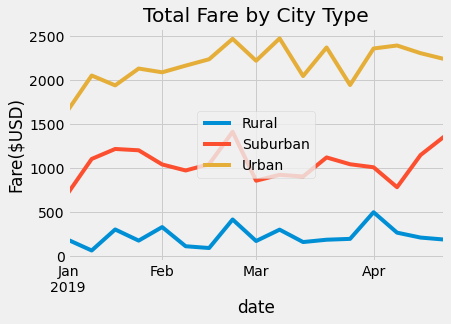 Total Fare by City Type
Fare($USD)
2500
2000
1500
1000
500
0
Rural
Suburban
Urban
Jan Feb Mar Apr
2019
date